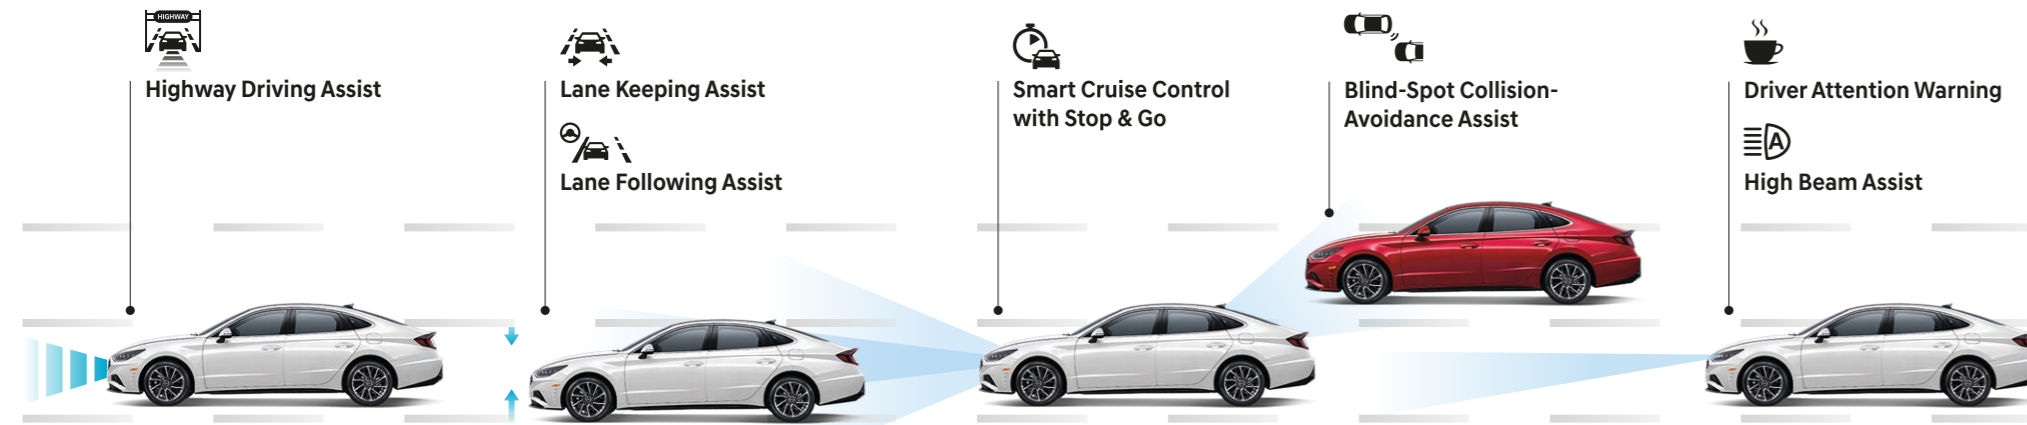 HIGHWAY
Highway Driving Assist
Lane Keeping Assist
Lane Following Assist
Smart Cruise Control
with Stop & Go
Blind-Spot Collision-
Avoidance Assist
Driver Attention Warning
A
High Beam Assist